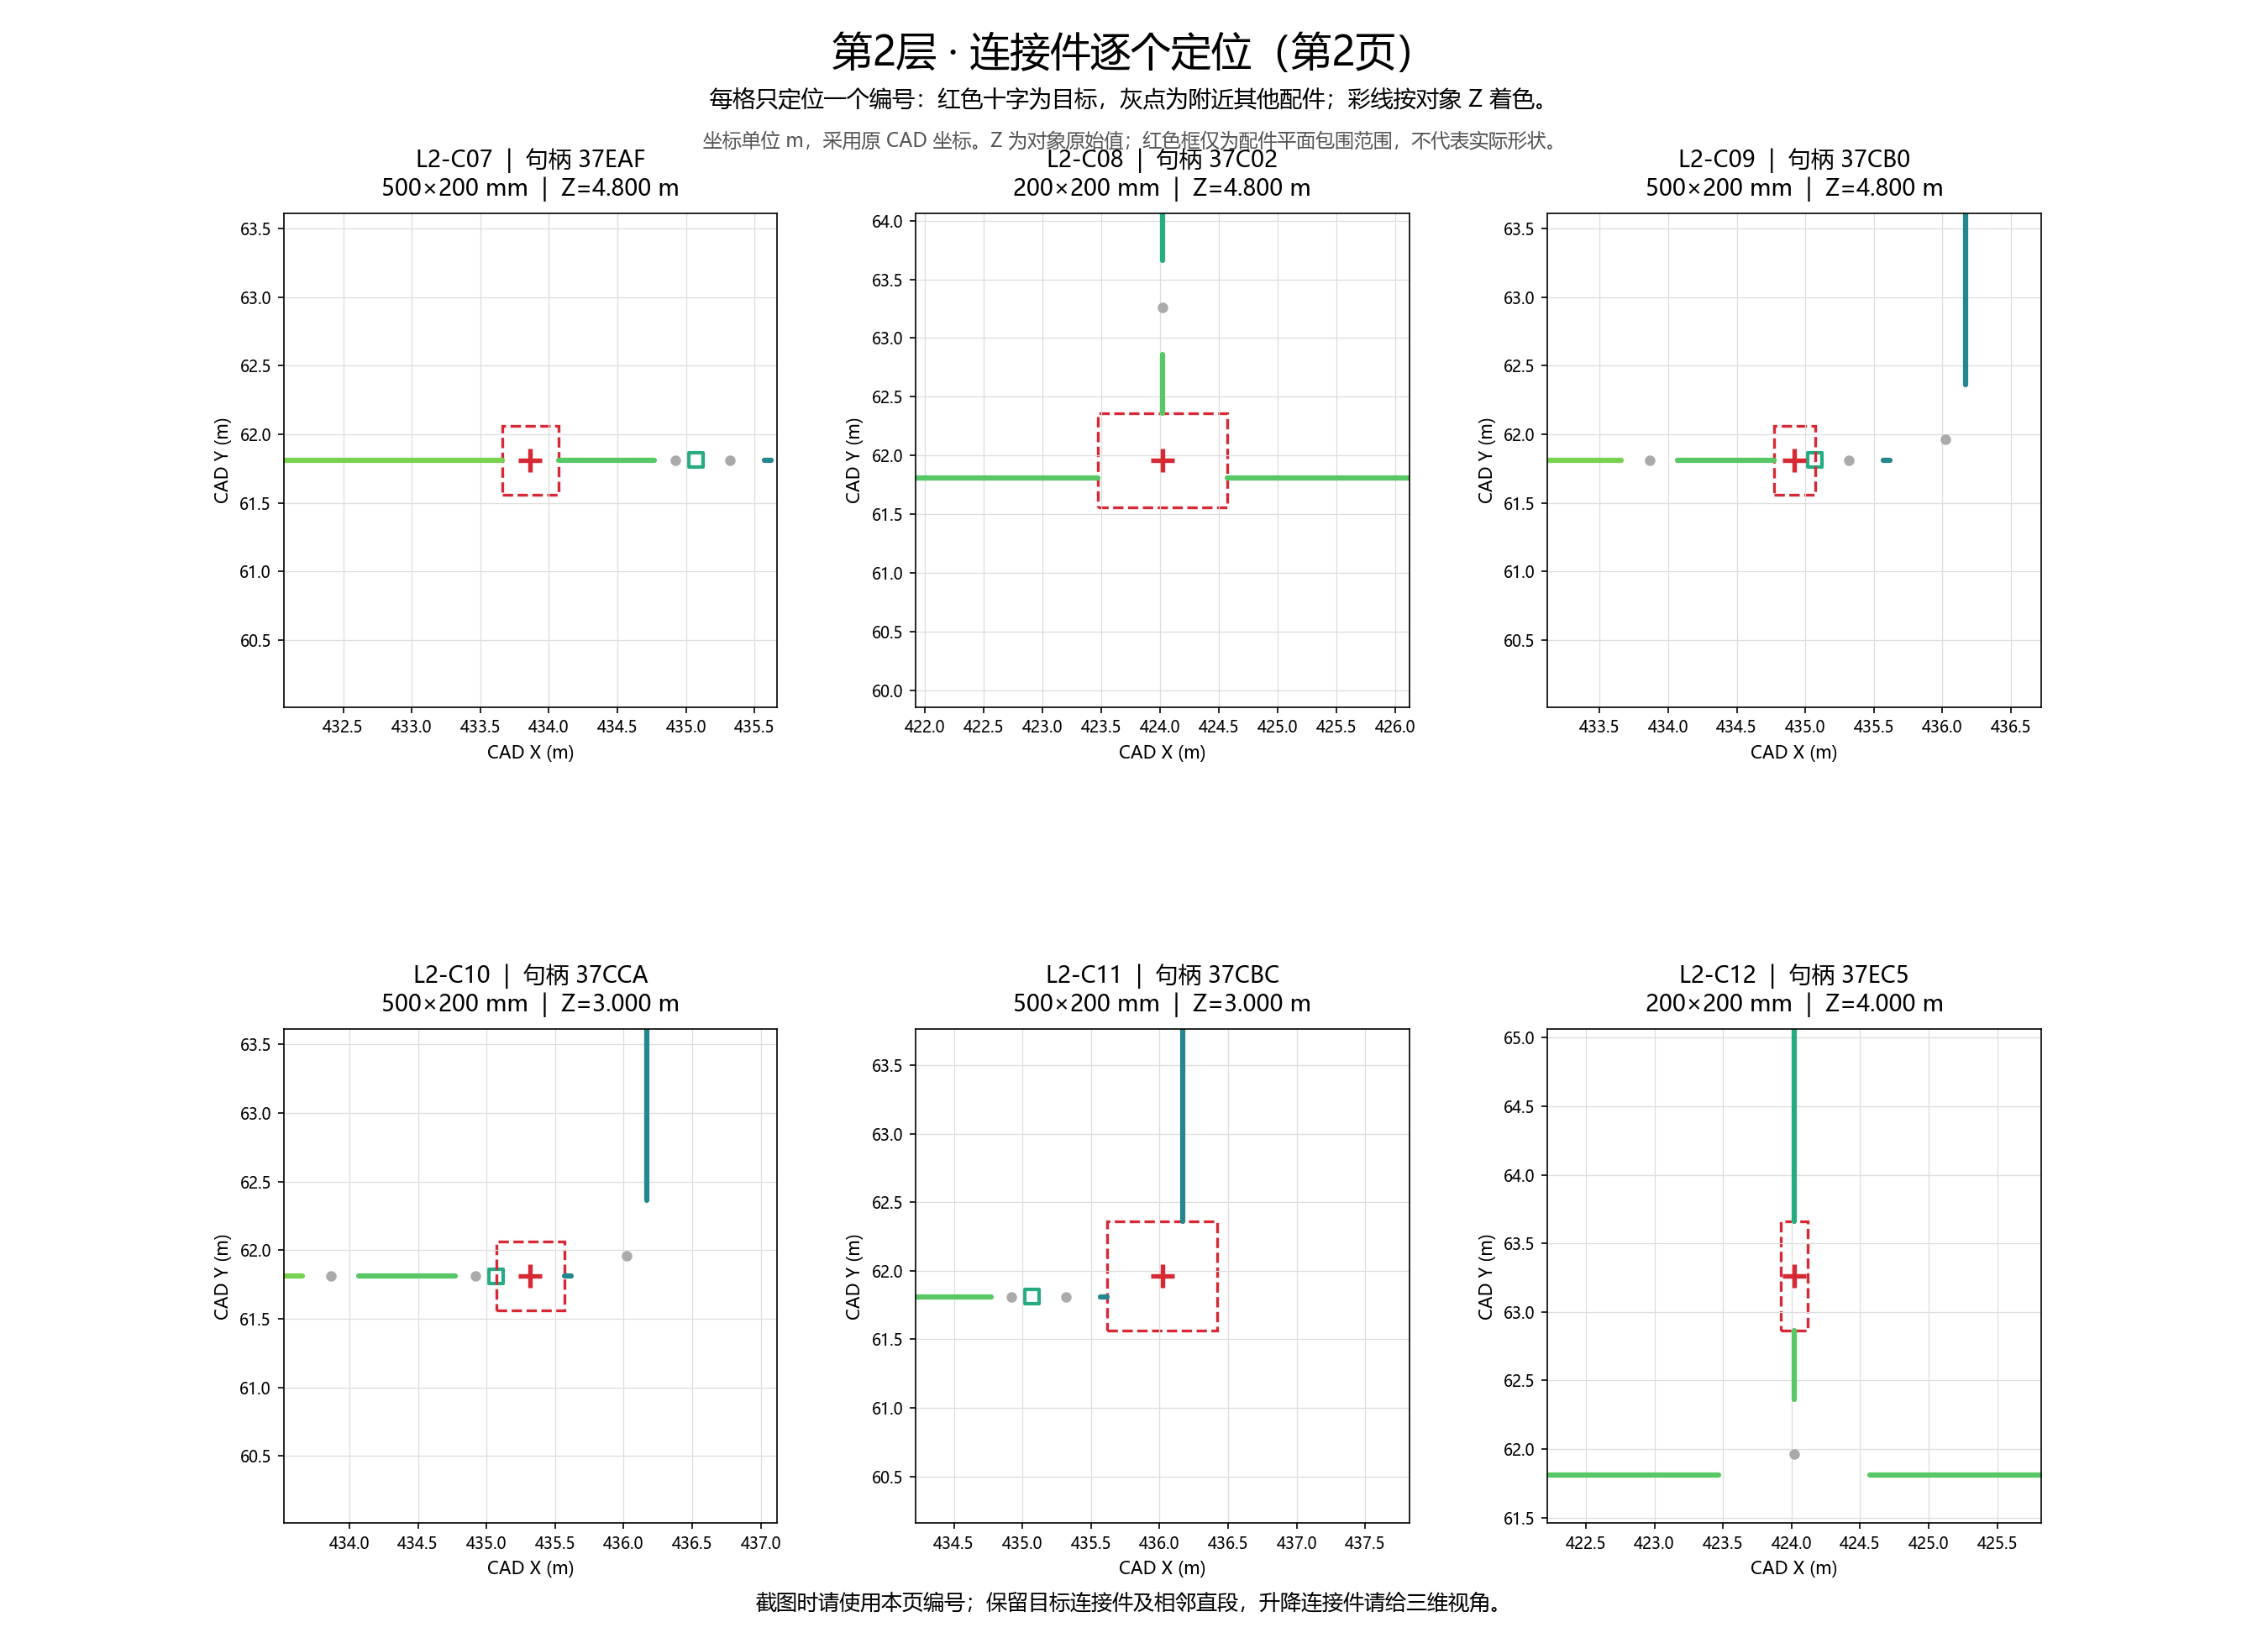 第2层 · 连接件逐个定位（第2页）
每格只定位一个编号：红色十字为目标，灰点为附近其他配件；彩线按对象 Z 着色。
坐标单位 m，采用原 CAD 坐标。Z 为对象原始值；红色框仅为配件平面包围范围，不代表实际形状。
L2-C07 | 句柄 37EAF
500×200 mm | Z=4.800 m
63.5
63.0
62.5
62.0
61.5
61.0
60.5
CAD Y (m)
432.5 433.0 433.5 434.0 434.5 435.0 435.5
CAD X (m)
L2-C08 | 句柄 37C02
200×200 mm | Z=4.800 m
64.0
63.5
63.0
62.5
62.0
61.5
61.0
60.5
60.0
CAD Y (m)
422.0 422.5 423.0 423.5 424.0 424.5 425.0 425.5 426.0
CAD X (m)
L2-C09 | 句柄 37CB0
500×200 mm | Z=4.800 m
63.5
63.0
62.5
62.0
61.5
61.0
60.5
CAD Y (m)
433.5 434.0 434.5 435.0 435.5 436.0 436.5
CAD X (m)
L2-C10 | 句柄 37CCA
500×200 mm | Z=3.000 m
63.5
63.0
62.5
62.0
61.5
61.0
60.5
CAD Y (m)
434.0 434.5 435.0 435.5 436.0 436.5 437.0
CAD X (m)
L2-C11 | 句柄 37CBC
500×200 mm | Z=3.000 m
63.5
63.0
62.5
62.0
61.5
61.0
60.5
CAD Y (m)
434.5 435.0 435.5 436.0 436.5 437.0 437.5
CAD X (m)
L2-C12 | 句柄 37EC5
200×200 mm | Z=4.000 m
65.0
64.5
64.0
63.5
63.0
62.5
62.0
61.5
CAD Y (m)
422.5 423.0 423.5 424.0 424.5 425.0 425.5
CAD X (m)
截图时请使用本页编号；保留目标连接件及相邻直段，升降连接件请给三维视角。